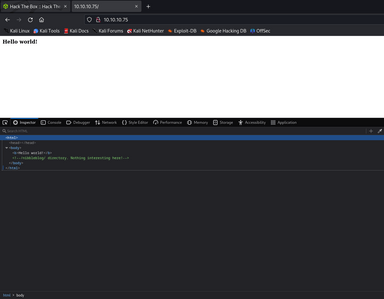 Hack The Box :: Hack Th
10.10.10.75/
10.10.10.75
Kali Linux Kali Tools Kali Docs Kali Forums Kali NetHunter Exploit-DB Google Hacking DB OffSec
Hello world!
Inspector Console Debugger Network Style Editor Performance Memory Storage Accessibility Application
Search HTML
<html>
<head></head>
<body>
<b>Hello world!</b>
<!--/nibbleblog/ directory. Nothing interesting here!-->
</body>
</html>
html > body